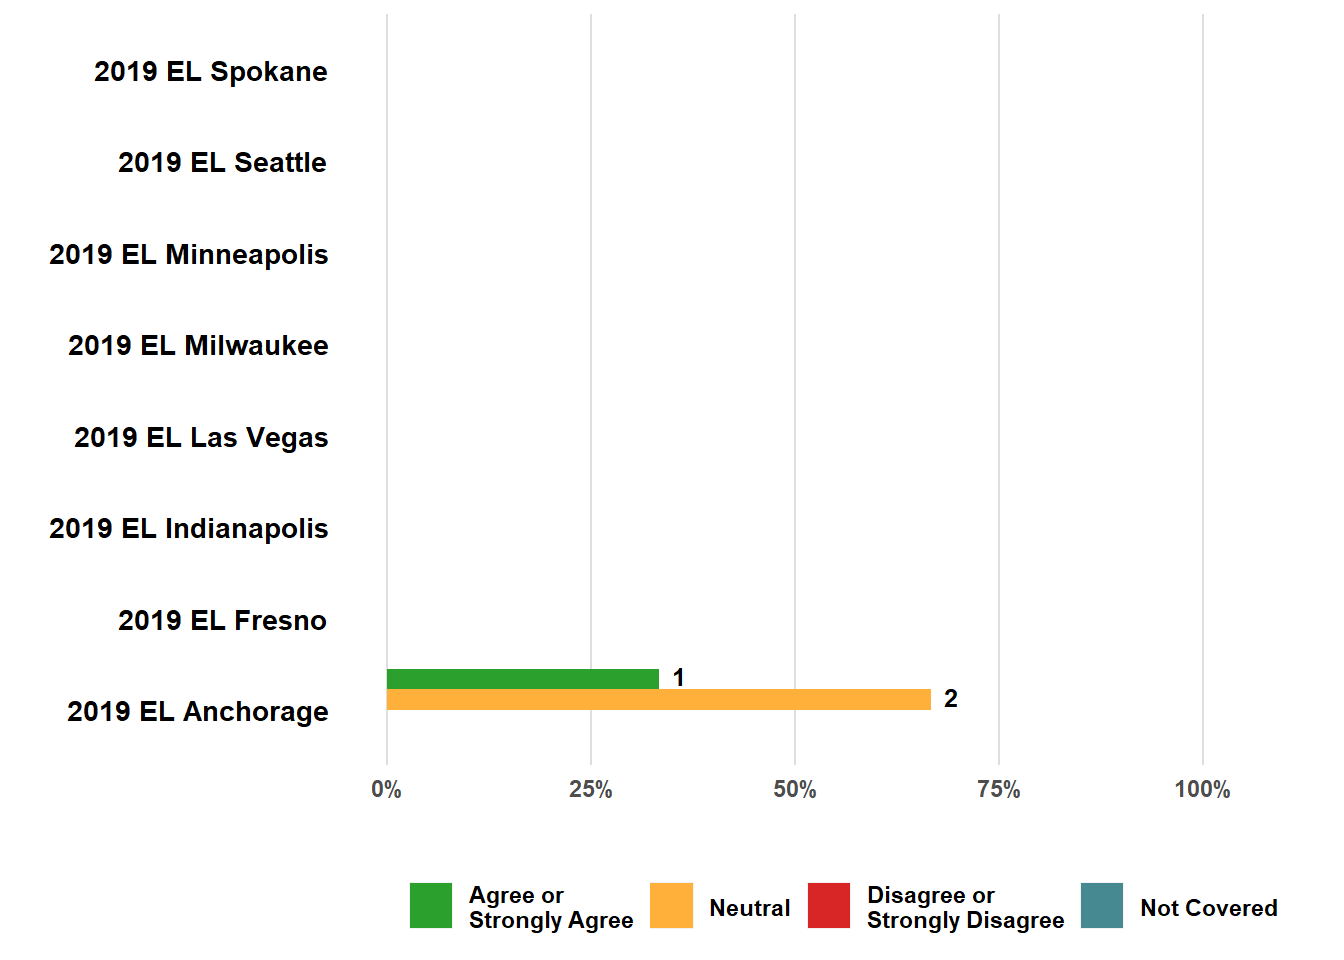 2019 EL Spokane
2019 EL Seattle
2019 EL Minneapolis
2019 EL Milwaukee
2019 EL Las Vegas
2019 EL Indianapolis
2019 EL Fresno
1
2
2019 EL Anchorage
0% 25% 50% 75% 100%
Agree or
Strongly Agree
Neutral
Disagree or
Strongly Disagree
Not Covered